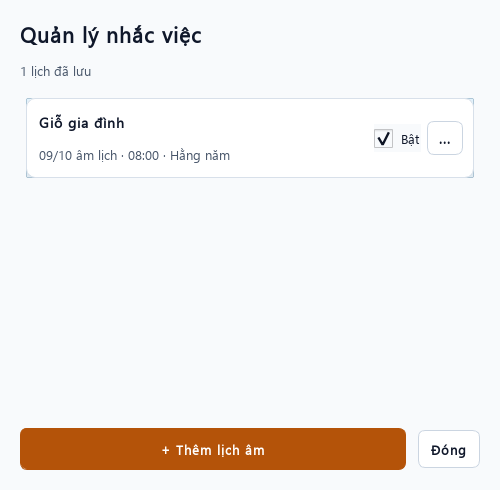 Quản lý nhắc việc
1 lịch đã lưu
Giỗ gia đình
09/10 âm lịch · 08:00 · Hằng năm
Bật
...
+ Thêm lịch âm
Đóng